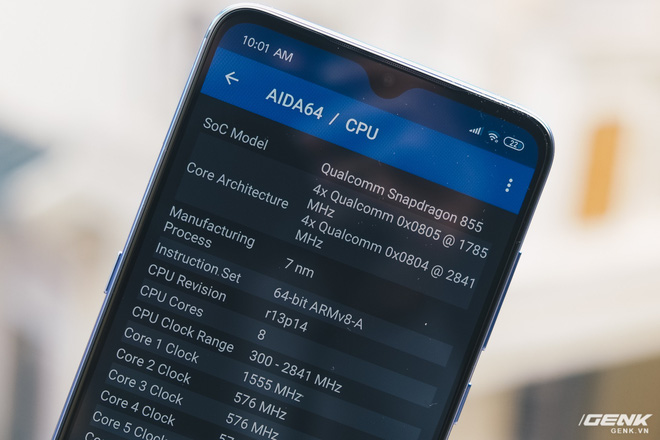 10:01 AM
22
AIDA64 / CPU
SoC Model
Qualcomm Snapdragon 855
Core Architecture
4x Qualcomm 0x0805 @ 1785
MHz
4x Qualcomm 0x0804 @ 2841
MHz
Manufacturing
Process
7 nm
Instruction Set
64-bit ARMv8-A
CPU Revision
r13p14
CPU Cores
8
CPU Clock Range
300 - 2841 MHz
Core 1 Clock
1555 MHz
Core 2 Clock
576 MHz
Core 3 Clock
576 MHz
Core 4 Clock
Core 5 Clock
GENK
GENK.VN